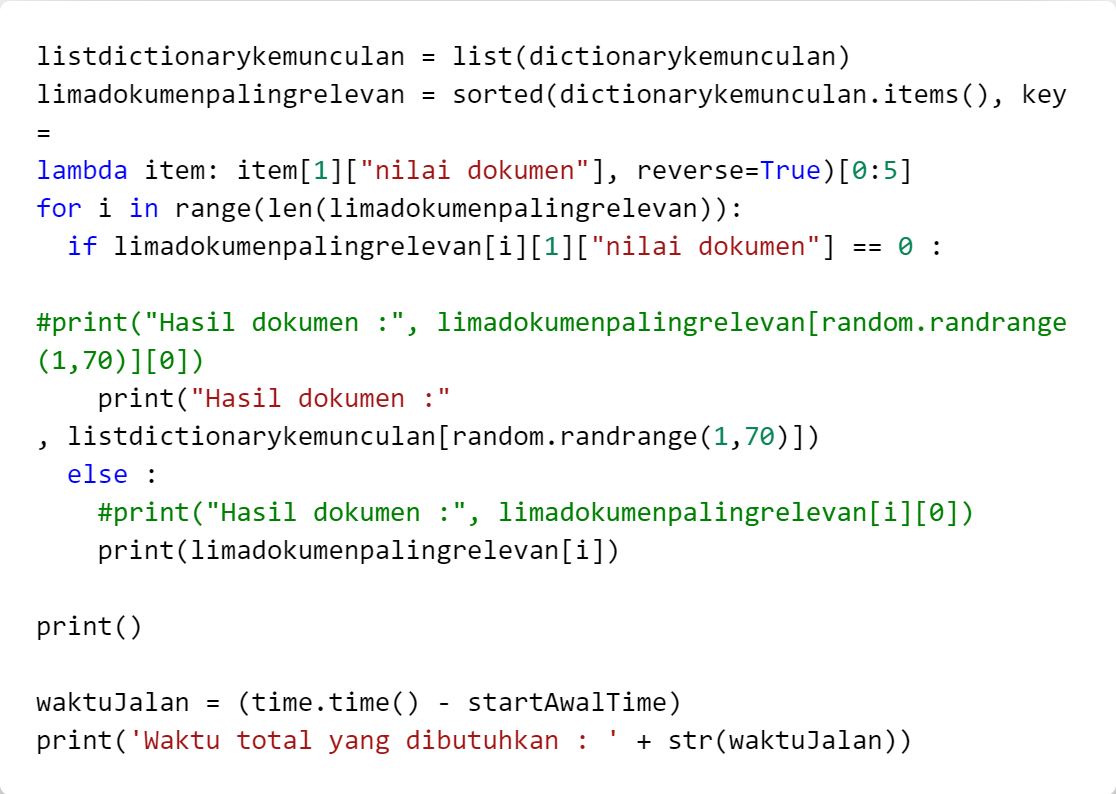 listdictionarykemunculan = list(dictionarykemunculan)
limadokumenpalingrelevan = sorted(dictionarykemunculan.items(), key
=
lambda item: item[1]["nilai dokumen"], reverse=True)[0:5]
for i in range(len(limadokumenpalingrelevan)):
  if limadokumenpalingrelevan[i][1]["nilai dokumen"] == 0 :

#print("Hasil dokumen :", limadokumenpalingrelevan[random.randrange
(1,70)][0])
    print("Hasil dokumen :"
, listdictionarykemunculan[random.randrange(1,70)])
  else :
    #print("Hasil dokumen :", limadokumenpalingrelevan[i][0])
    print(limadokumenpalingrelevan[i])

print()

waktuJalan = (time.time() - startAwalTime)
print('Waktu total yang dibutuhkan : ' + str(waktuJalan))